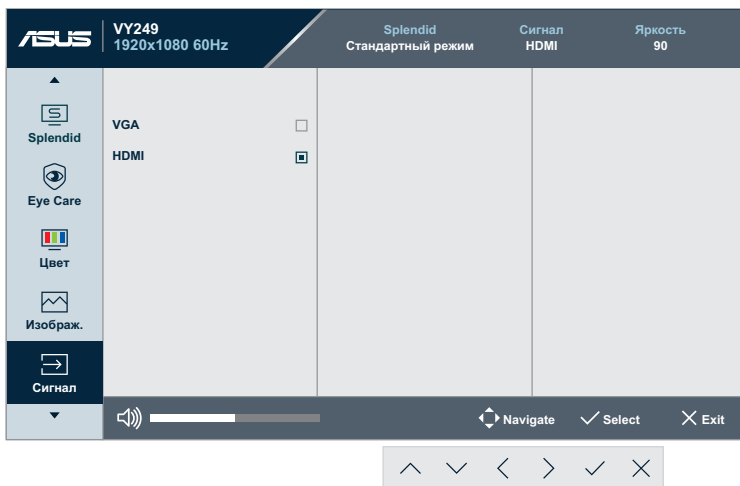 ASUS
VY249
1920x1080 60Hz
Splendid
Стандартный режим
Сигнал
HDMI
Яркость
90
Splendid
Eye Care
Цвет
Изображ.
Сигнал
VGA
HDMI
Navigate
Select
Exit